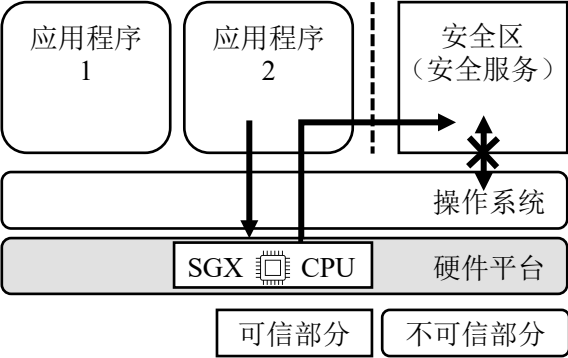 应用程序
1
应用程序
2
安全区
（安全服务）
操作系统
SGX CPU
硬件平台
可信部分
不可信部分